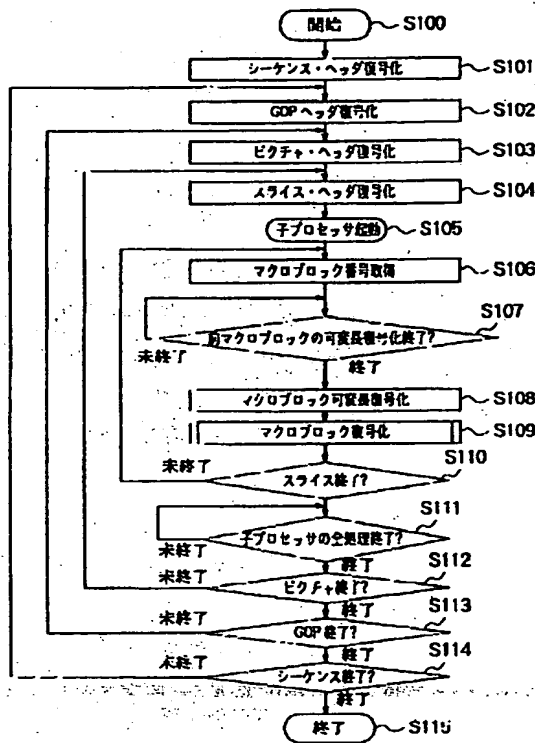 開始 S100
シーケンス・ヘッダ復号化 S101
GOPヘッダ復号化 S102
ピクチャ・ヘッダ復号化 S103
スライス・ヘッダ復号化 S104
子プロセッサ起動 S105
マクロブロック番号取得 S106
S107
前マクロブロックの可変長復号化終了?
未終了
終了
マクロブロック可変長復号化 S108
マクロブロック復号化 S109
未終了
スライス終了? S110
子プロセッサの全処理終了? S111
未終了 終了
未終了
ピクチャ終了? S112
未終了 終了
GOP終了? S113
未終了 終了
シーケンス終了? S114
終了
終了 S115